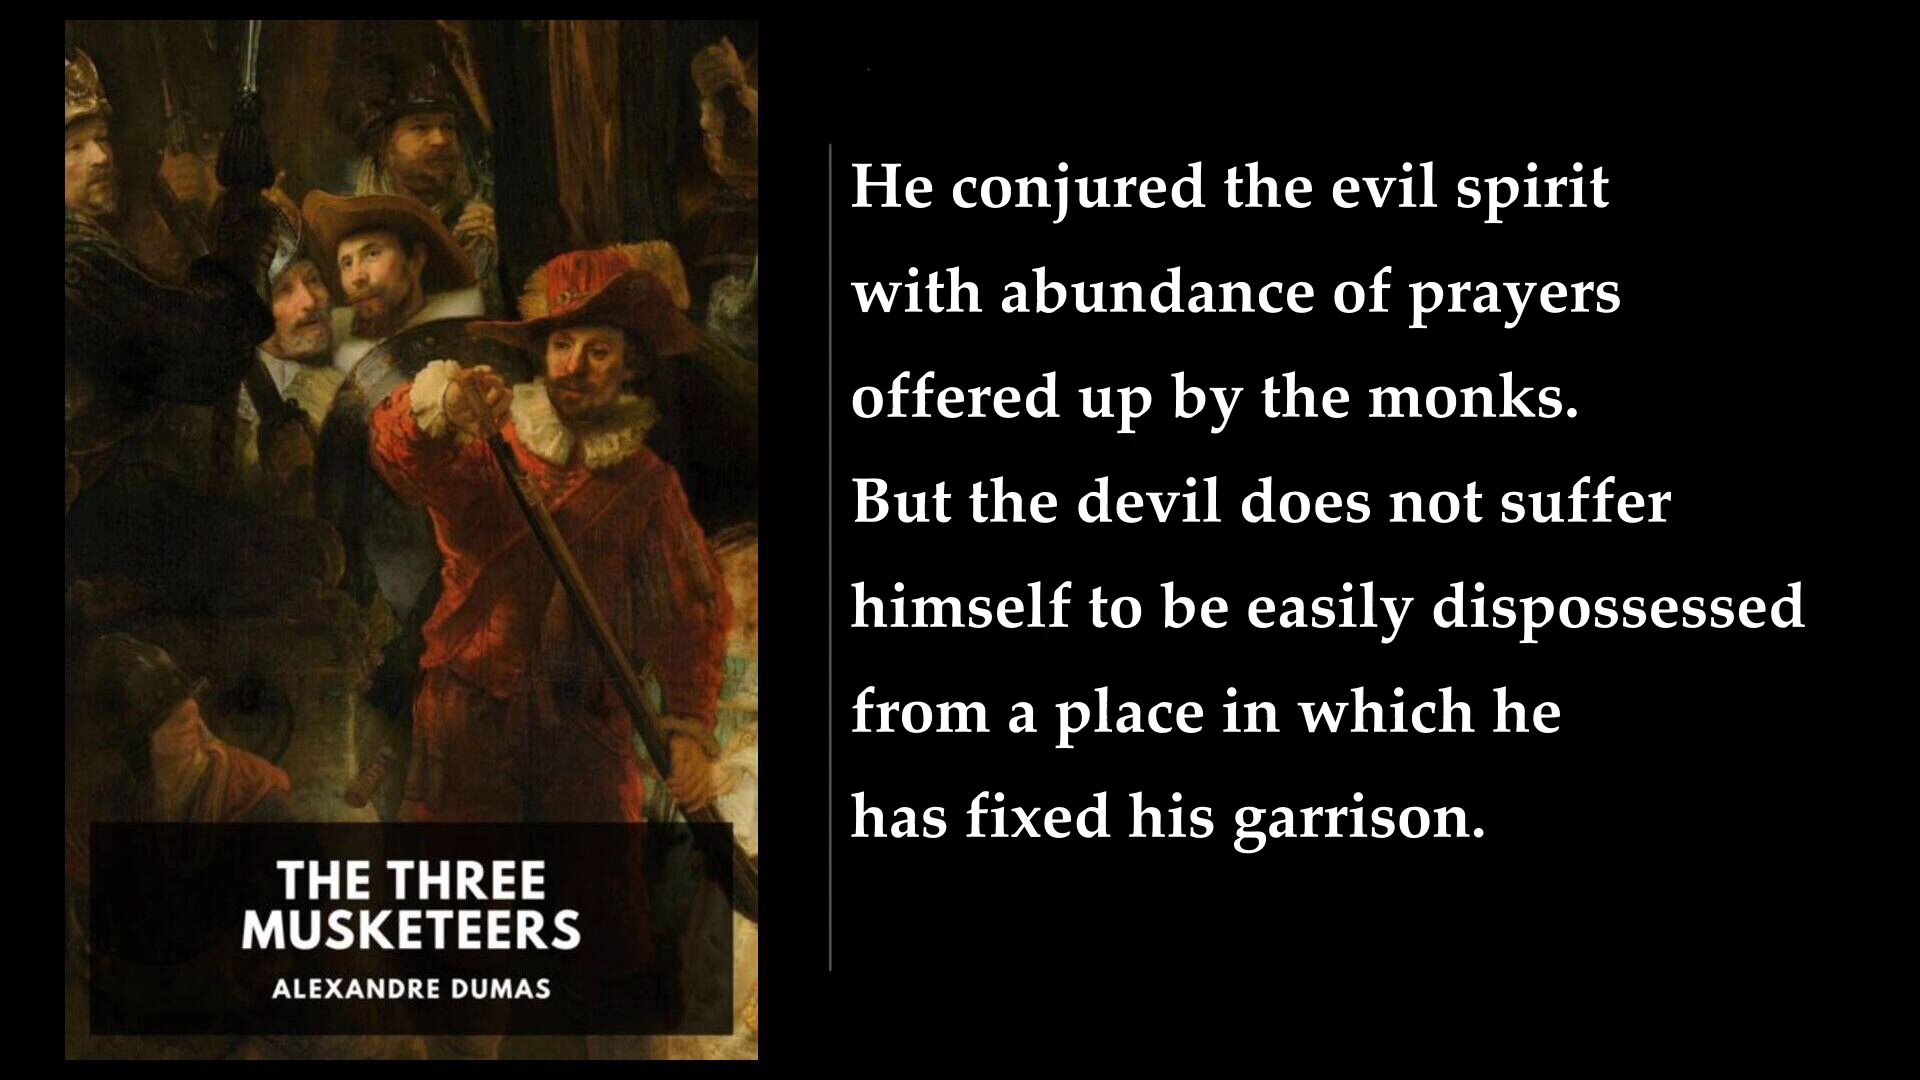 THE THREE
MUSKETEERS
ALEXANDRE DUMAS
He conjured the evil spirit
with abundance of prayers
offered up by the monks.
But the devil does not suffer
himself to be easily dispossessed
from a place in which he
has fixed his garrison.